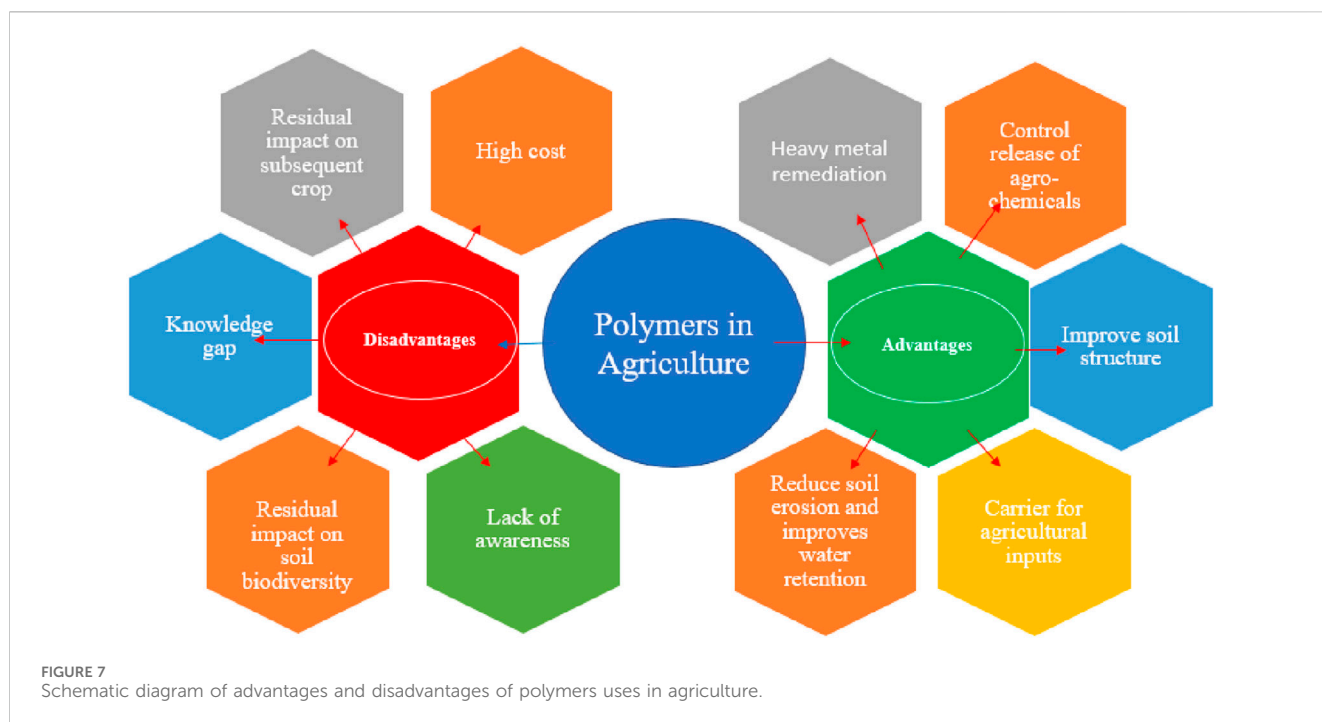 Residual
impact on
subsequent
crop
High cost
Heavy metal
remediation
Control
release of
agro-
chemicals
Knowledge
gap
Disadvantages
Polymers in
Agriculture
Advantages
Improve soil
structure
Residual
impact on
soil
biodiversity
Lack of
awareness
Reduce soil
erosion and
improves
water
retention
Carrier for
agricultural
inputs
FIGURE 7
Schematic diagram of advantages and disadvantages of polymers uses in agriculture.